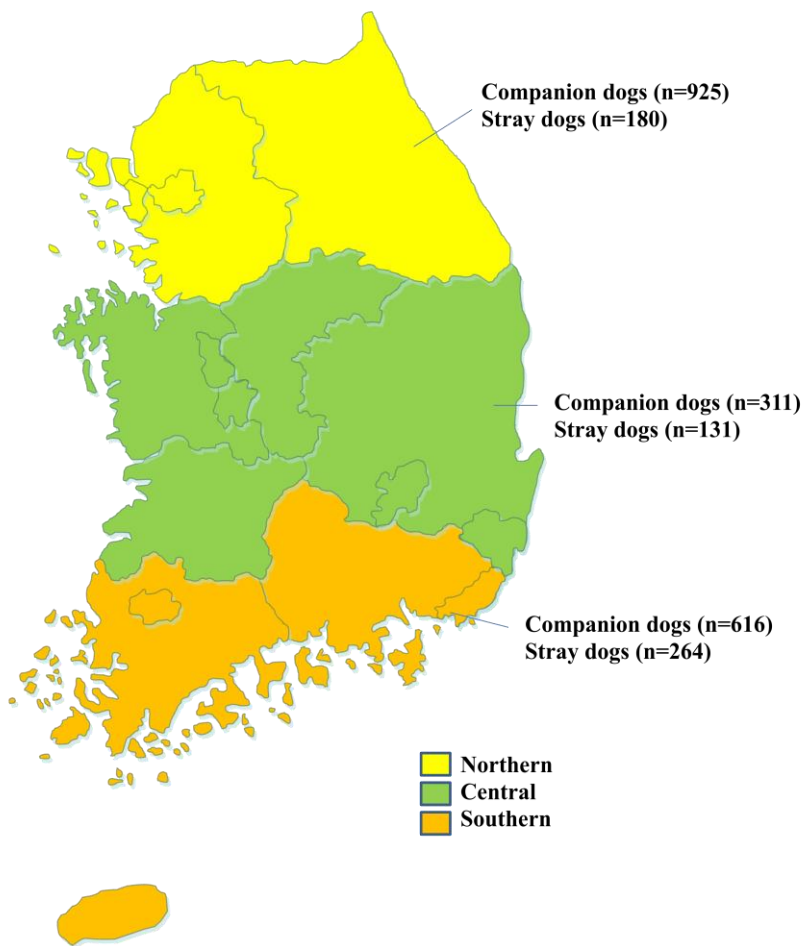 Companion dogs (n=925)
Stray dogs (n=180)
Companion dogs (n=311)
Stray dogs (n=131)
Companion dogs (n=616)
Stray dogs (n=264)
Northern
Central
Southern